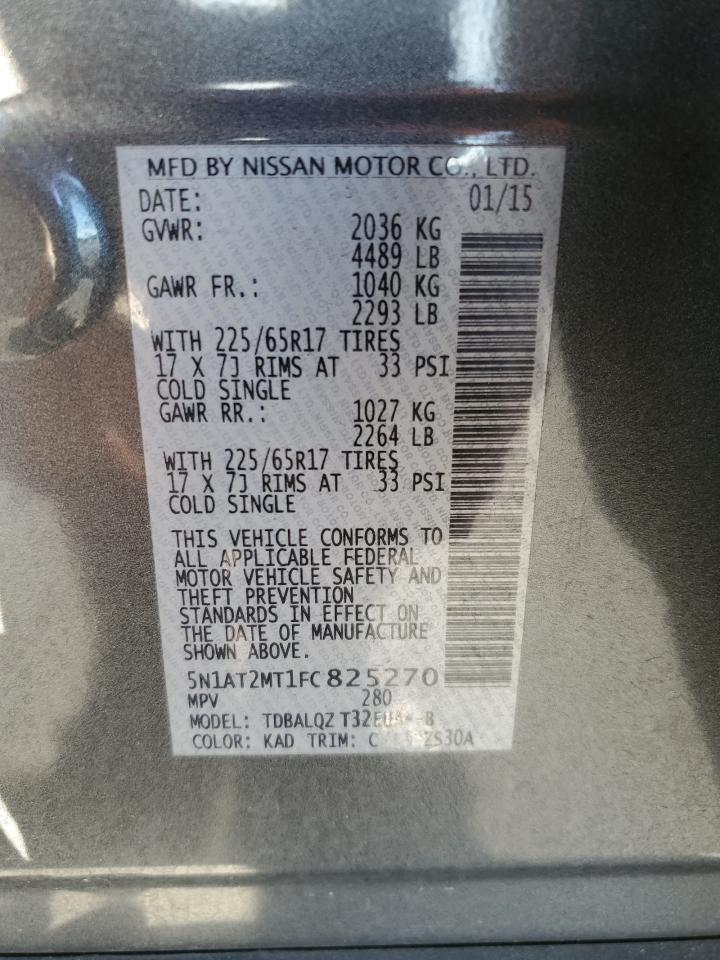 MFD BY NISSAN MOTOR CO., LTD.
DATE: 01/15
GVWR: 2036 KG
4489 LB
GAWR FR.: 1040 KG
2293 LB
WITH 225/65R17 TIRES
17 X 7J RIMS AT 33 PSI
COLD SINGLE
GAWR RR.: 1027 KG
2264 LB
WITH 225/65R17 TIRES
17 X 7J RIMS AT 33 PSI
COLD SINGLE
THIS VEHICLE CONFORMS TO
ALL APPLICABLE FEDERAL
MOTOR VEHICLE SAFETY AND
THEFT PREVENTION
STANDARDS IN EFFECT ON
THE DATE OF MANUFACTURE
SHOWN ABOVE.
5N1AT2MT1FC825270
MPV 280
MODEL: TDBALQZ
COLOR: KAD TRIM: